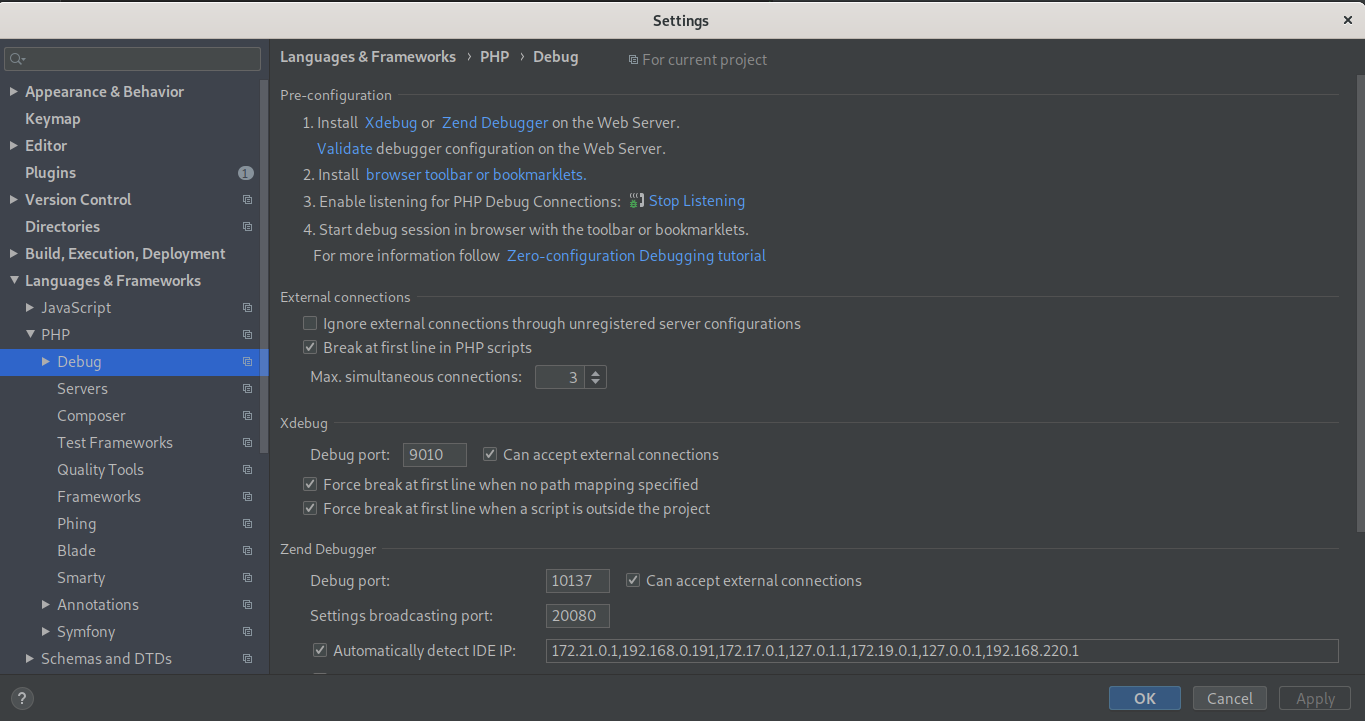 Settings
Appearance & Behavior
Keymap
Editor
Plugins 1
Version Control
Directories
Build, Execution, Deployment
Languages & Frameworks
JavaScript
PHP
Debug
Servers
Composer
Test Frameworks
Quality Tools
Frameworks
Phing
Blade
Smarty
Annotations
Symfony
Schemas and DTDs
Languages & Frameworks › PHP › Debug For current project
Pre-configuration
1. Install Xdebug or Zend Debugger on the Web Server.
Validate debugger configuration on the Web Server.
2. Install browser toolbar or bookmarklets.
3. Enable listening for PHP Debug Connections: Stop Listening
4. Start debug session in browser with the toolbar or bookmarklets.
For more information follow Zero-configuration Debugging tutorial
External connections
Ignore external connections through unregistered server configurations
Break at first line in PHP scripts
Max. simultaneous connections: 3
Xdebug
Debug port: 9010 Can accept external connections
Force break at first line when no path mapping specified
Force break at first line when a script is outside the project
Zend Debugger
Debug port: 10137 Can accept external connections
Settings broadcasting port: 20080
Automatically detect IDE IP: 172.21.0.1,192.168.0.191,172.17.0.1,127.0.1.1,172.19.0.1,127.0.0.1,192.168.220.1
? OK Cancel Apply